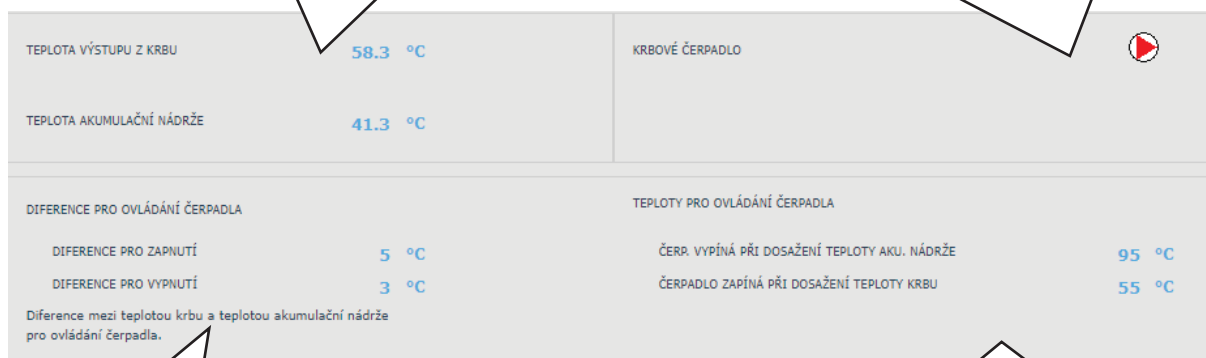 TEPLOTA VÝSTUPU Z KRBU 58.3 °C
KRBOVÉ ČERPADLO
TEPLOTA AKUMULAČNÍ NÁDRŽE 41.3 °C
DIFERENCE PRO OVLÁDÁNÍ ČERPADLA
DIFERENCE PRO ZAPNUTÍ 5 °C
DIFERENCE PRO VYPNUTÍ 3 °C
Diference mezi teplotou krbu a teplotou akumulační nádrže
pro ovládání čerpadla.
TEPLOTY PRO OVLÁDÁNÍ ČERPADLA
ČERP. VYPÍNÁ PŘI DOSAŽENÍ TEPLOTY AKU. NÁDRŽE 95 °C
ČERPADLO ZAPÍNÁ PŘI DOSAŽENÍ TEPLOTY KRBU 55 °C